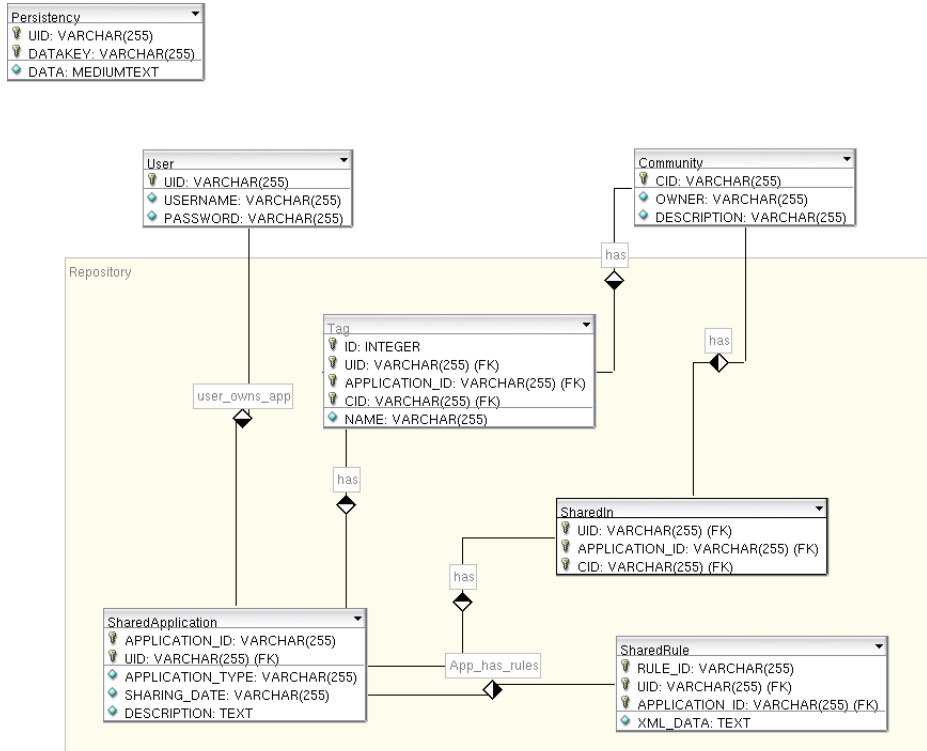 Persistency
UID: VARCHAR(255)
DATAKEY: VARCHAR(255)
DATA: MEDIUMTEXT
User
UID: VARCHAR(255)
USERNAME: VARCHAR(255)
PASSWORD: VARCHAR(255)
Community
CID: VARCHAR(255)
OWNER: VARCHAR(255)
DESCRIPTION: VARCHAR(255)
has
Repository
Tag
ID: INTEGER
UID: VARCHAR(255) (FK)
APPLICATION_ID: VARCHAR(255) (FK)
CID: VARCHAR(255) (FK)
NAME: VARCHAR(255)
has
user_owns_app
has
SharedIn
UID: VARCHAR(255) (FK)
APPLICATION_ID: VARCHAR(255) (FK)
CID: VARCHAR(255) (FK)
has
SharedApplication
APPLICATION_ID: VARCHAR(255)
UID: VARCHAR(255) (FK)
APPLICATION_TYPE: VARCHAR(255)
SHARING_DATE: VARCHAR(255)
DESCRIPTION: TEXT
App_has_rules
SharedRule
RULE_ID: VARCHAR(255)
UID: VARCHAR(255) (FK)
APPLICATION_ID: VARCHAR(255) (FK)
XML_DATA: TEXT